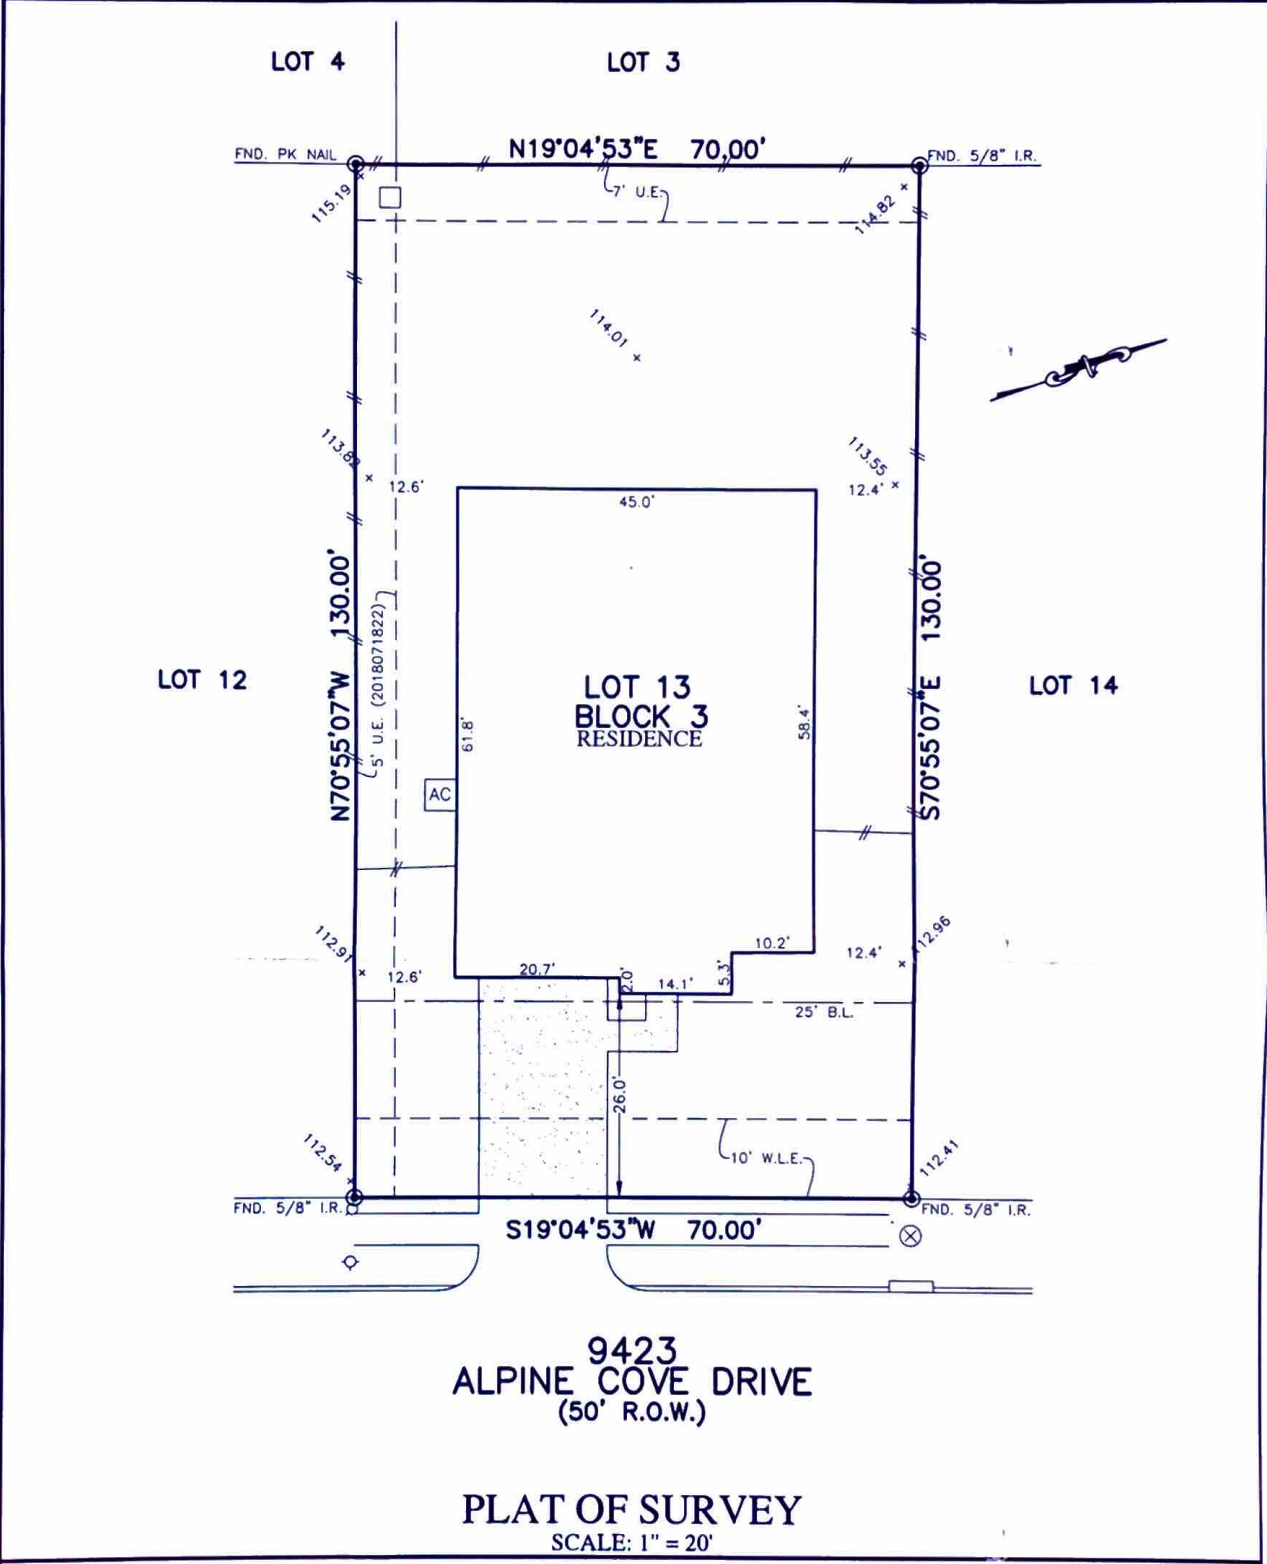 LOT 4
LOT 3
FND. PK NAIL
N19°04'53"E 70.00'
FND. 5/8" I.R.
115.19
7' U.E.
114.82
114.01
113.82
12.6'
45.0'
113.55
12.4'
N70°55'07"W 130.00'
5' U.E. (2018071822)
S70°55'07"E 130.00'
LOT 12
LOT 13
BLOCK 3
RESIDENCE
LOT 14
61.8'
58.4'
AC
112.91
12.6'
20.7'
2.0'
14.1'
5.3'
10.2'
12.4'
112.96
25' B.L.
26.0'
10' W.L.E.
112.54
112.41
FND. 5/8" I.R.
S19°04'53"W 70.00'
FND. 5/8" I.R.
9423
ALPINE COVE DRIVE
(50' R.O.W.)
PLAT OF SURVEY
SCALE: 1" = 20'